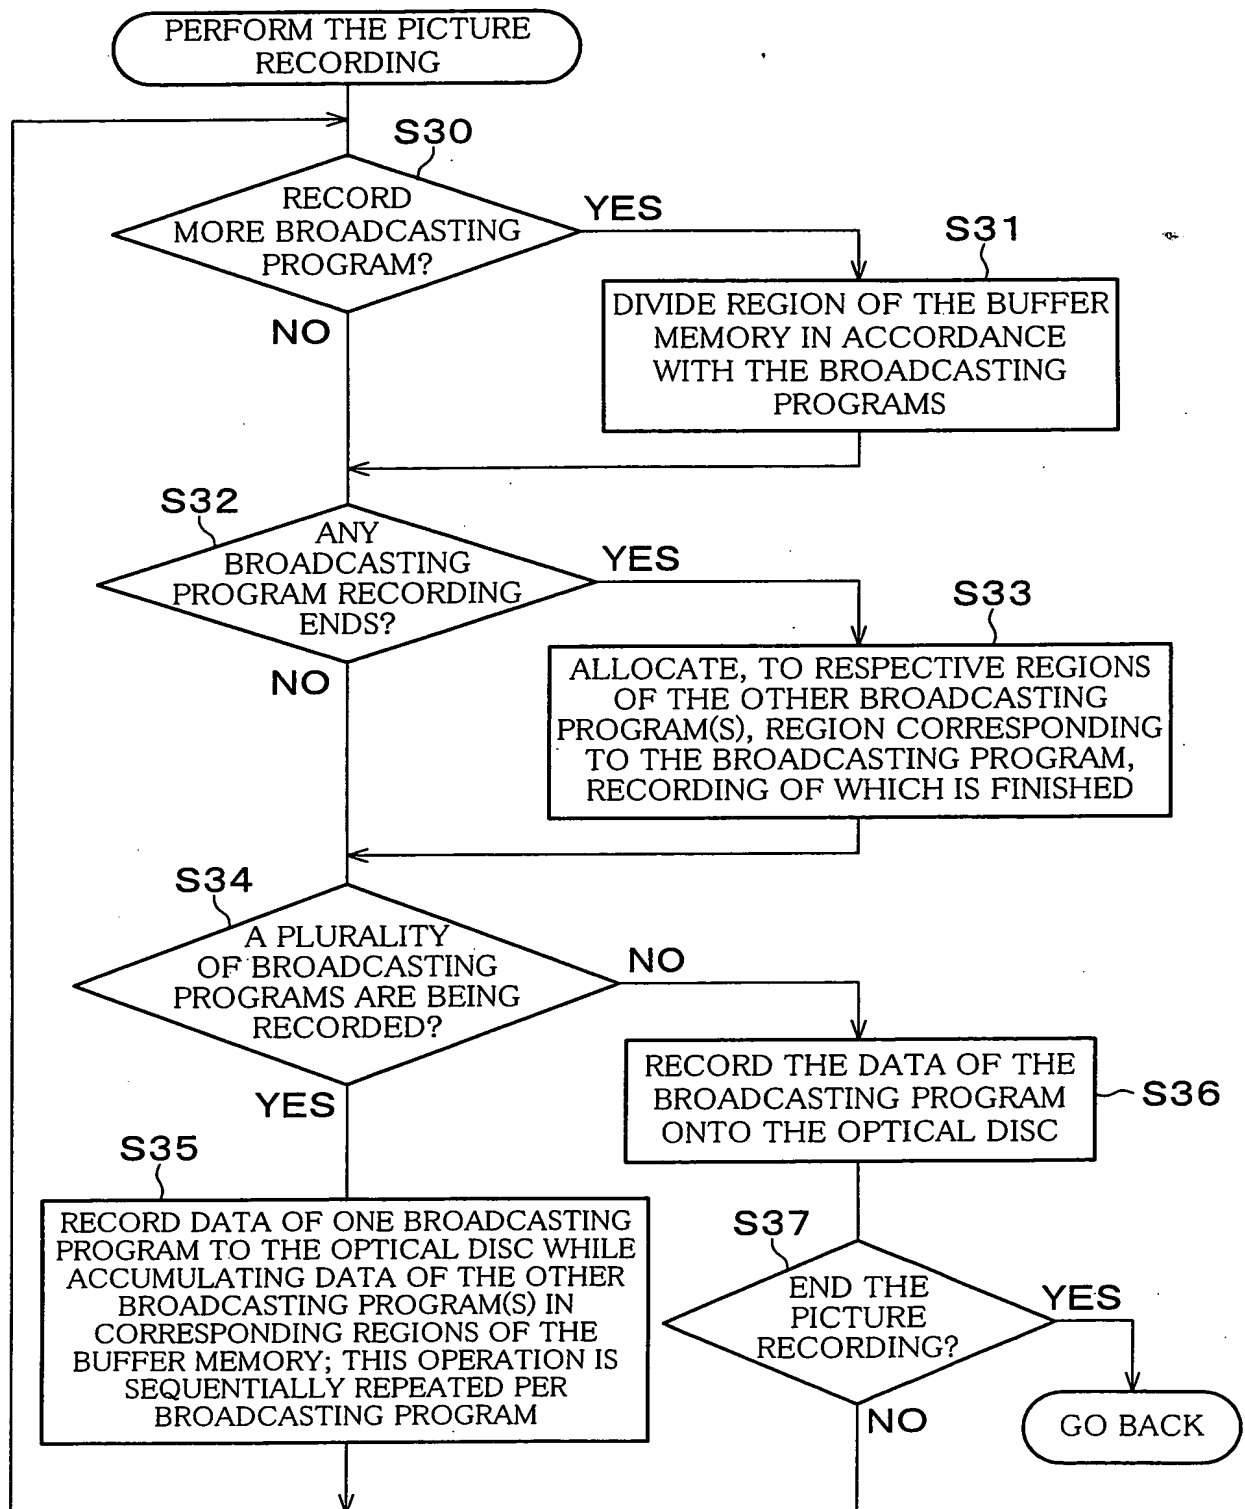 PERFORM THE PICTURE
RECORDING
S30
RECORD
MORE BROADCASTING
PROGRAM?
YES
NO
S31
DIVIDE REGION OF THE BUFFER
MEMORY IN ACCORDANCE
WITH THE BROADCASTING
PROGRAMS
S32
ANY
BROADCASTING
PROGRAM RECORDING
ENDS?
YES
NO
S33
ALLOCATE, TO RESPECTIVE REGIONS
OF THE OTHER BROADCASTING
PROGRAM(S), REGION CORRESPONDING
TO THE BROADCASTING PROGRAM,
RECORDING OF WHICH IS FINISHED
S34
A PLURALITY
OF BROADCASTING
PROGRAMS ARE BEING
RECORDED?
NO
YES
RECORD THE DATA OF THE
BROADCASTING PROGRAM
ONTO THE OPTICAL DISC
S36
S35
RECORD DATA OF ONE BROADCASTING
PROGRAM TO THE OPTICAL DISC WHILE
ACCUMULATING DATA OF THE OTHER
BROADCASTING PROGRAM(S) IN
CORRESPONDING REGIONS OF THE
BUFFER MEMORY; THIS OPERATION IS
SEQUENTIALLY REPEATED PER
BROADCASTING PROGRAM
S37
END THE
PICTURE
RECORDING?
YES
NO
GO BACK